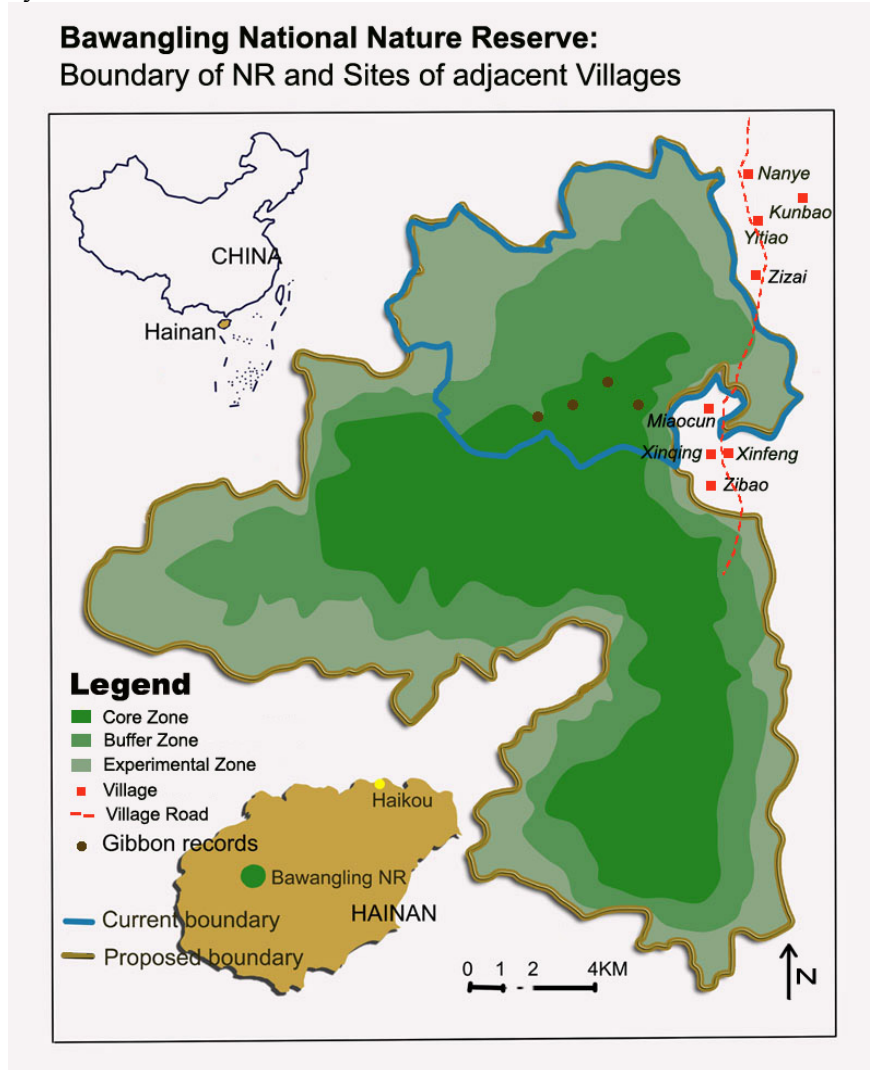 Bawangling National Nature Reserve:
Boundary of NR and Sites of adjacent Villages
CHINA
Hainan
Nanye
Kunbao
Yitiao
Zizai
Miaocun
Xinqing
Xinfeng
Zibao
Legend
Core Zone
Buffer Zone
Experimental Zone
Village
Village Road
Gibbon records
Current boundary
Proposed boundary
Haikou
Bawangling NR
HAINAN
0 1 2 4KM
N